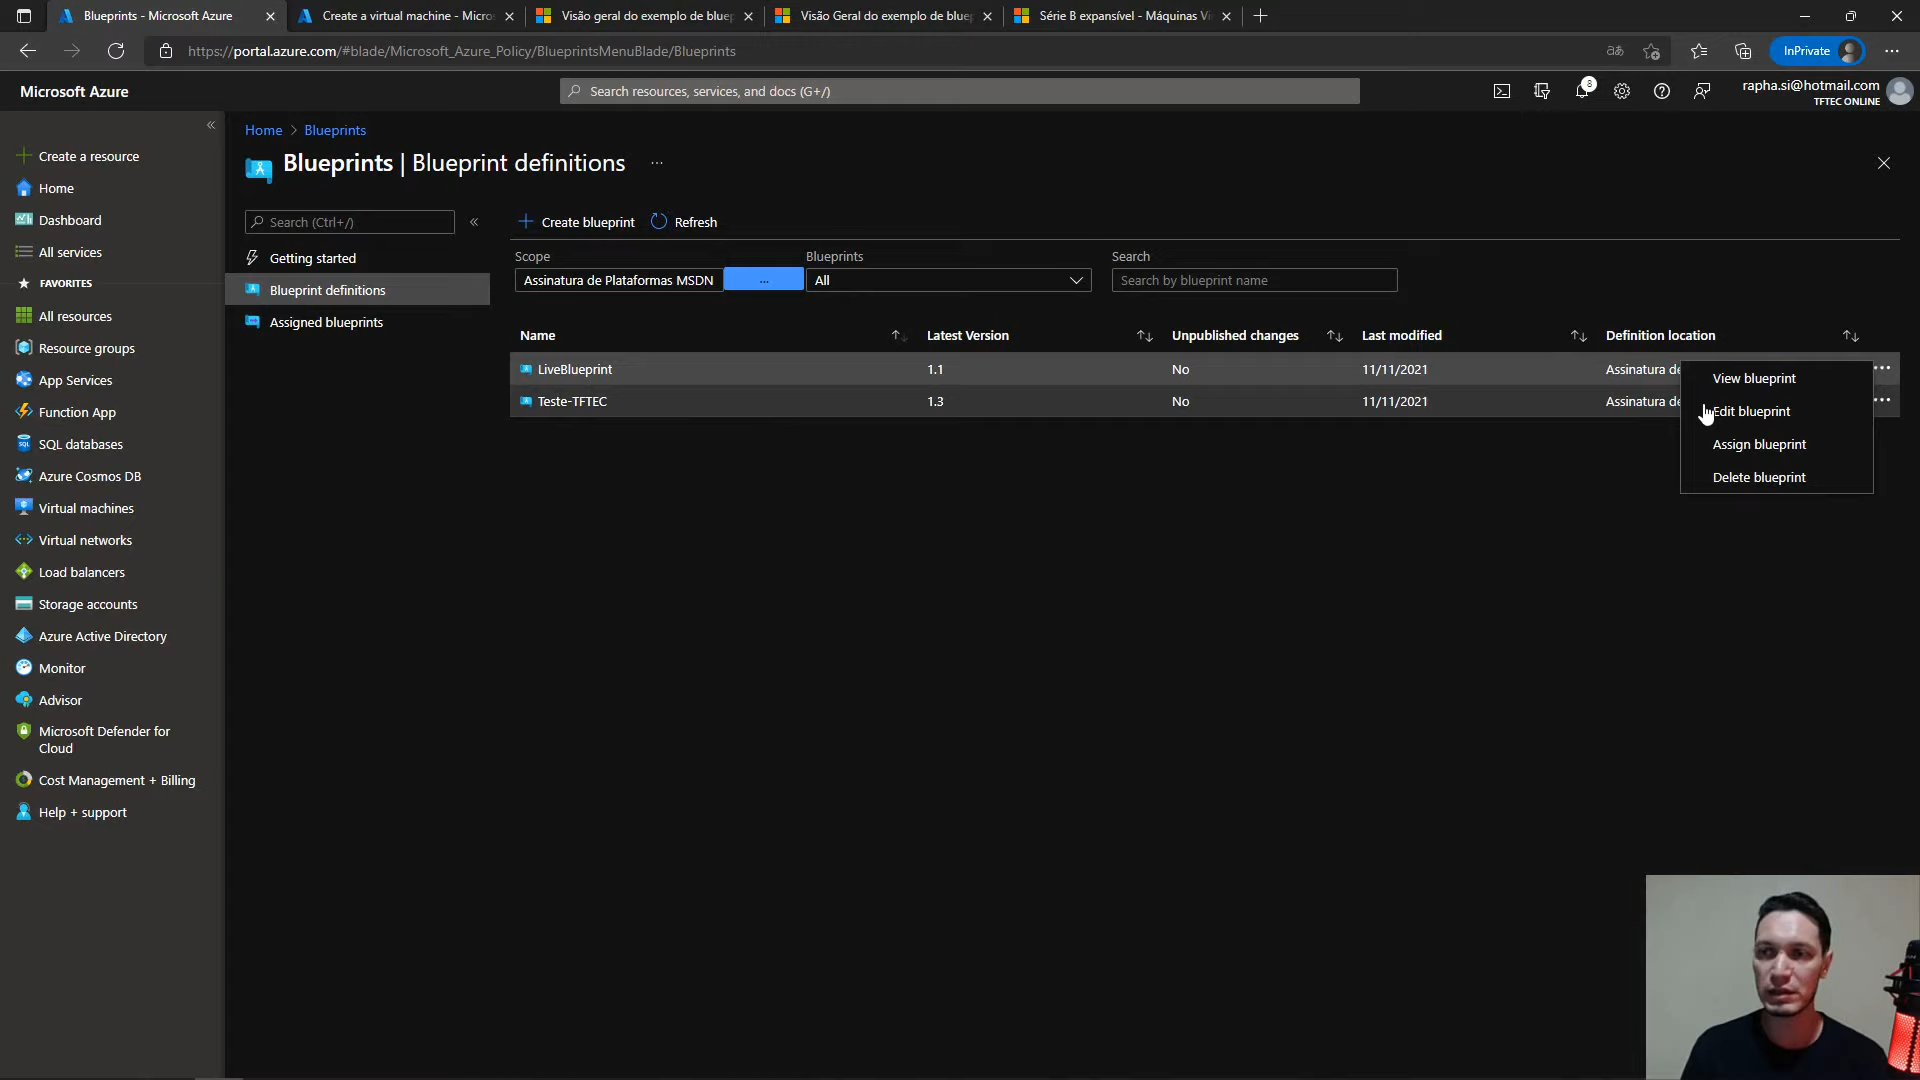 Blueprints - Microsoft Azure
Create a virtual machine - Micros
Visão geral do exemplo de bluep
Visão Geral do exemplo de bluep
Série B expansível - Máquinas Vi
https://portal.azure.com/#blade/Microsoft_Azure_Policy/BlueprintsMenuBlade/Blueprints
InPrivate
Microsoft Azure
Search resources, services, and docs (G+/)
8
rapha.si@hotmail.com
TFTEC ONLINE
Create a resource
Home
Dashboard
All services
FAVORITES
All resources
Resource groups
App Services
Function App
SQL databases
Azure Cosmos DB
Virtual machines
Virtual networks
Load balancers
Storage accounts
Azure Active Directory
Monitor
Advisor
Microsoft Defender for
Cloud
Cost Management + Billing
Help + support
Home > Blueprints
Blueprints | Blueprint definitions
...
Search (Ctrl+/)
Getting started
Blueprint definitions
Assigned blueprints
Create blueprint
Refresh
Scope
Blueprints
Search
Assinatura de Plataformas MSDN
...
All
Search by blueprint name
Name
Latest Version
Unpublished changes
Last modified
Definition location
LiveBlueprint
1.1
No
11/11/2021
Assinatura de
Teste-TFTEC
1.3
No
11/11/2021
Assinatura de
View blueprint
Edit blueprint
Assign blueprint
Delete blueprint